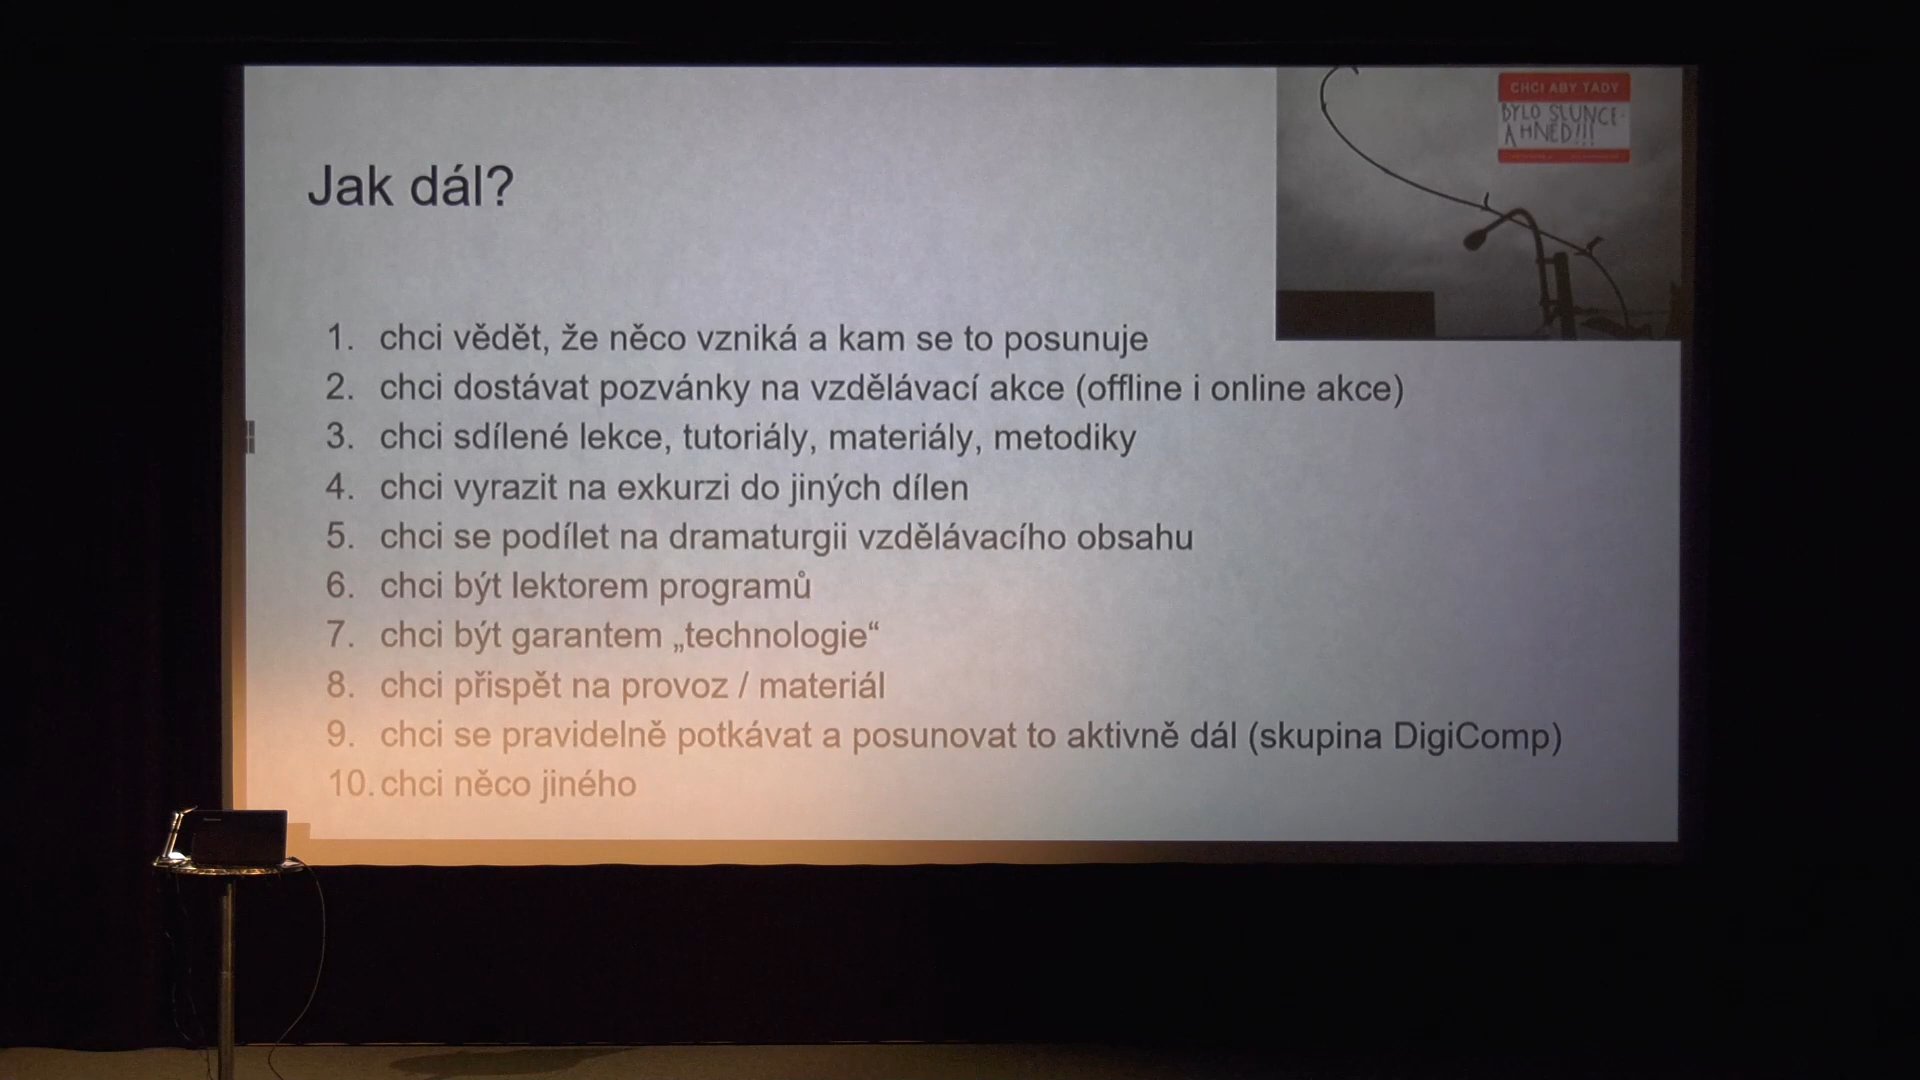 CHCI ABY TADY
BYLO SLUNCE-
A HNED!!!
Jak dál?
1. chci vědět, že něco vzniká a kam se to posunuje
2. chci dostávat pozvánky na vzdělávací akce (offline i online akce)
3. chci sdílené lekce, tutoriály, materiály, metodiky
4. chci vyrazit na exkurzi do jiných dílen
5. chci se podílet na dramaturgii vzdělávacího obsahu
6. chci být lektorem programů
7. chci být garantem „technologie“
8. chci přispět na provoz / materiál
9. chci se pravidelně potkávat a posunovat to aktivně dál (skupina DigiComp)
10. chci něco jiného